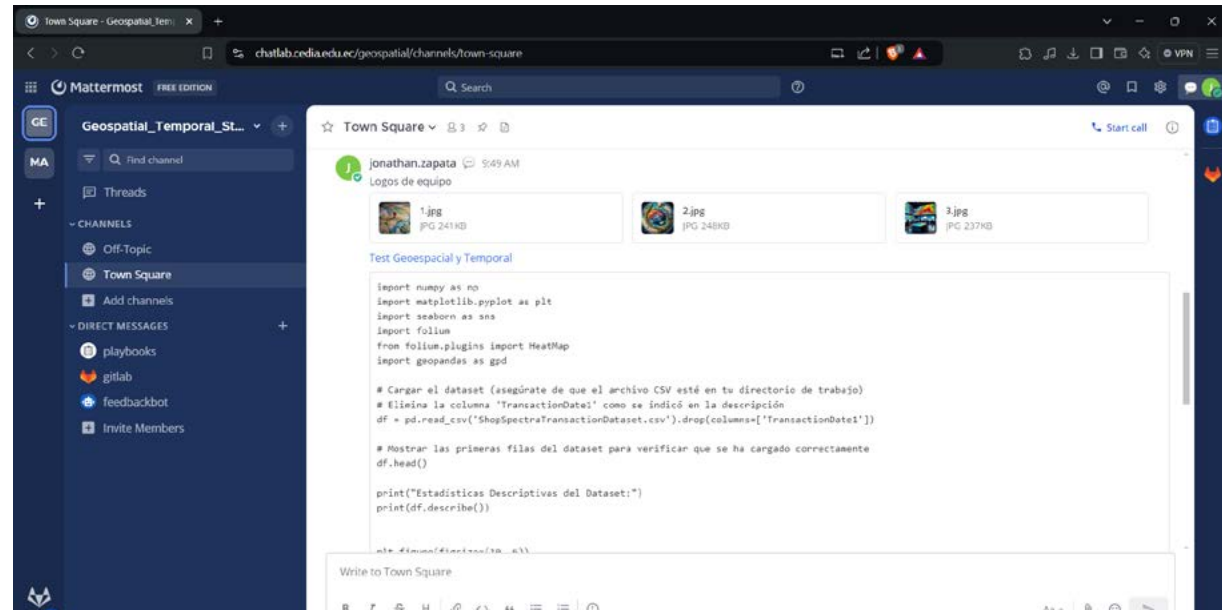 Town Square - Geospatial_Tem
chatlab.cedia.edu.ec/geospatial/channels/town-square
VPN
Mattermost
FREE EDITION
Search
GE
MA
Geospatial_Temporal_St...
Find channel
Threads
CHANNELS
Off-Topic
Town Square
Add channels
DIRECT MESSAGES
playbooks
gitlab
feedbackbot
Invite Members
Town Square
3
Start call
J
jonathan.zapata 9:49 AM
Logos de equipo
1.jpg
JPG 241KB
2.jpg
JPG 248KB
3.jpg
JPG 237KB
Test Geoespacial y Temporal
import numpy as np
import matplotlib.pyplot as plt
import seaborn as sns
import folium
from folium.plugins import HeatMap
import geopandas as gpd
# Cargar el dataset (asegúrate de que el archivo CSV esté en tu directorio de trabajo)
# Elimina la columna 'TransactionDate1' como se indicó en la descripción
df = pd.read_csv('ShopSpectraTransactionDataset.csv').drop(columns=['TransactionDate1'])
# Mostrar las primeras filas del dataset para verificar que se ha cargado correctamente
df.head()
print("Estadísticas Descriptivas del Dataset:")
print(df.describe())
plt.figure(figsize=(10, 6))
Write to Town Square